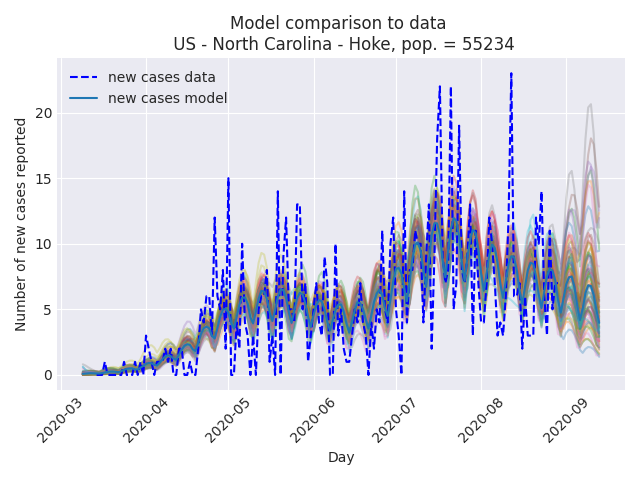 Model comparison to data
US - North Carolina - Hoke, pop. = 55234
new cases data
new cases model
Number of new cases reported
20
15
10
5
0
2020-03
2020-04
2020-05
2020-06
2020-07
2020-08
2020-09
Day